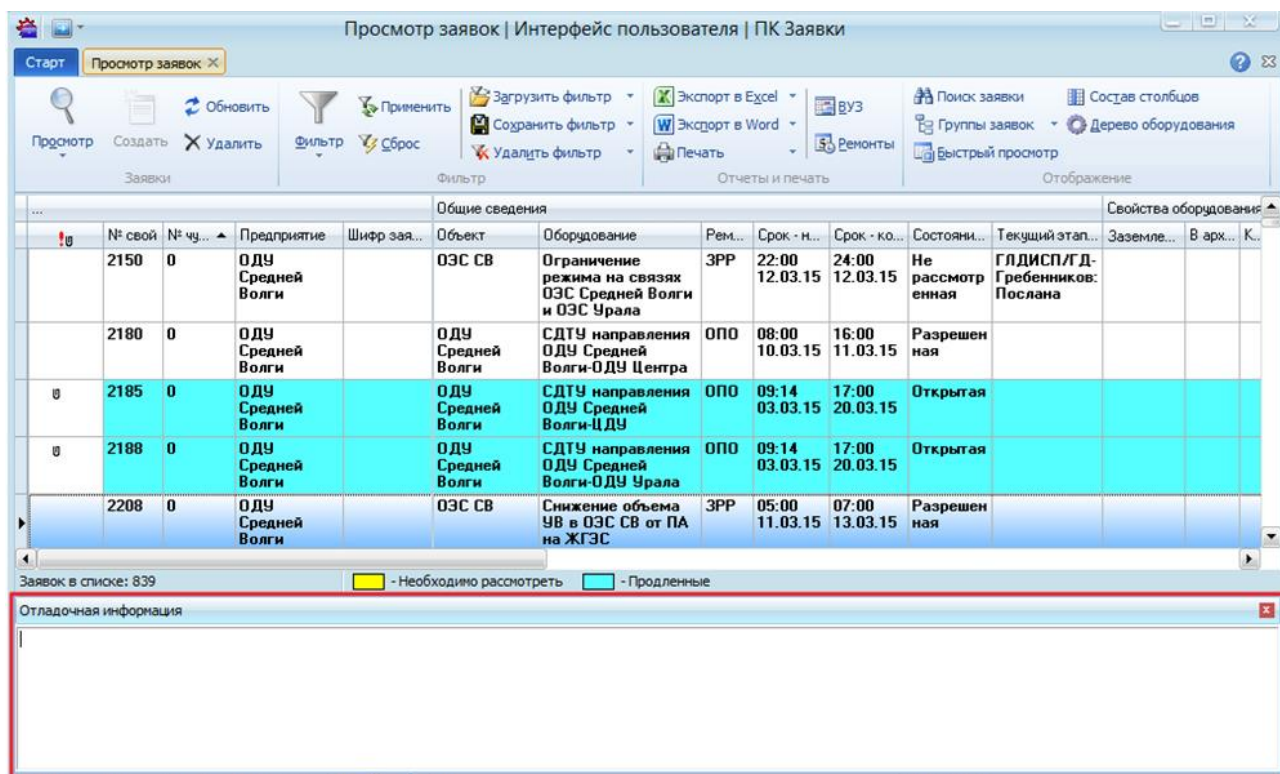 Просмотр заявок | Интерфейс пользователя | ПК Заявки
Старт Просмотр заявок
Просмотр Создать Обновить Удалить
Заявки
Фильтр Применить Сброс Загрузить фильтр Сохранить фильтр Удалить фильтр
Фильтр
Экспорт в Excel Экспорт в Word Печать ВУЗ Ремонты
Отчеты и печать
Поиск заявки Группы заявок Быстрый просмотр Состав столбцов Дерево оборудования
Отображение
... Общие сведения Свойства оборудования
№ свой № чу... Предприятие Шифр зая... Объект Оборудование Рем... Срок - н... Срок - ко... Состояни... Текущий этап... Заземле... В арх... К...
2150 0 ОДУ ОЭС СВ Ограничение ЗРР 22:00 24:00 Не ГЛДИСП/ГД-
Средней режима на связях 12.03.15 12.03.15 рассмотр Гребенников:
Волги ОЭС Средней Волги енная Послана
и ОЭС Урала
2180 0 ОДУ ОДУ СДТУ направления ОПО 08:00 16:00 Разрешен
Средней Средней ОДУ Средней 10.03.15 11.03.15 ная
Волги Волги Волги-ОДУ Центра
2185 0 ОДУ ОДУ СДТУ направления ОПО 09:14 17:00 Открытая
Средней Средней ОДУ Средней 03.03.15 20.03.15
Волги Волги Волги-ЦДУ
2188 0 ОДУ ОДУ СДТУ направления ОПО 09:14 17:00 Открытая
Средней Средней ОДУ Средней 03.03.15 20.03.15
Волги Волги Волги-ОДУ Урала
2208 0 ОДУ ОЭС СВ Снижение объема ЗРР 05:00 07:00 Разрешен
Средней УВ в ОЭС СВ от ПА 11.03.15 13.03.15 ная
Волги на ЖГЭС
Заявок в списке: 839 - Необходимо рассмотреть - Продленные
Отладочная информация